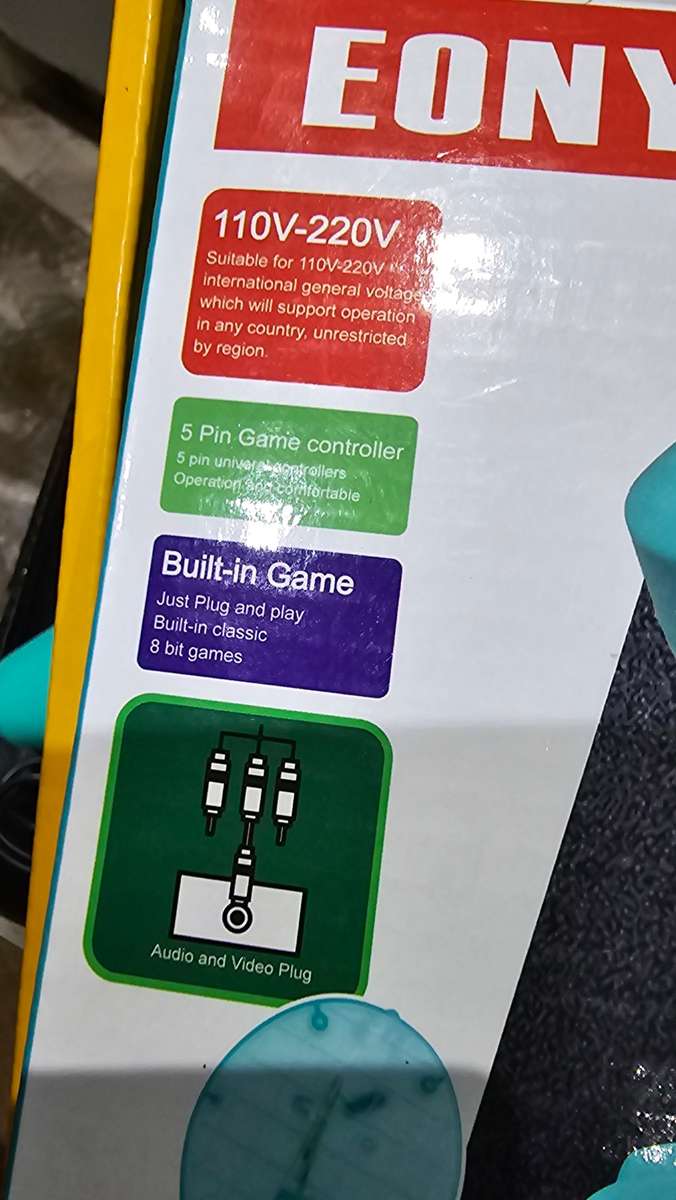 EONY
110V-220V
Suitable for 110V-220V
international general voltage
which will support operation
in any country, unrestricted
by region.
5 Pin Game controller
5 pin controllers
Operation and comfortable
Built-in Game
Just Plug and play
Built-in classic
8 bit games
Audio and Video Plug